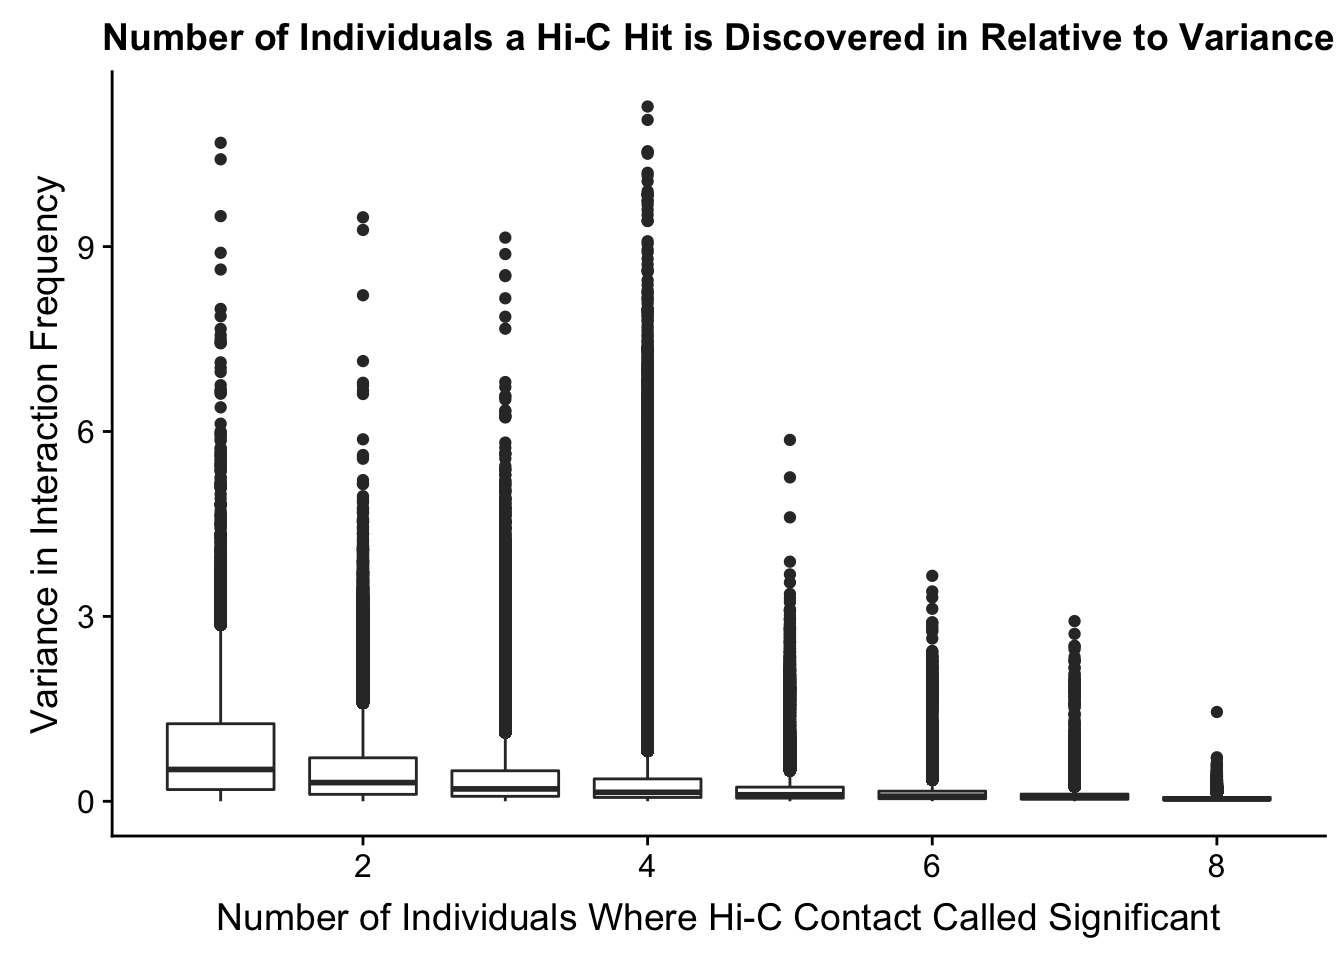 Number of Individuals a Hi-C Hit is Discovered in Relative to Variance
Variance in Interaction Frequency
9
6
3
0
2 4 6 8
Number of Individuals Where Hi-C Contact Called Significant